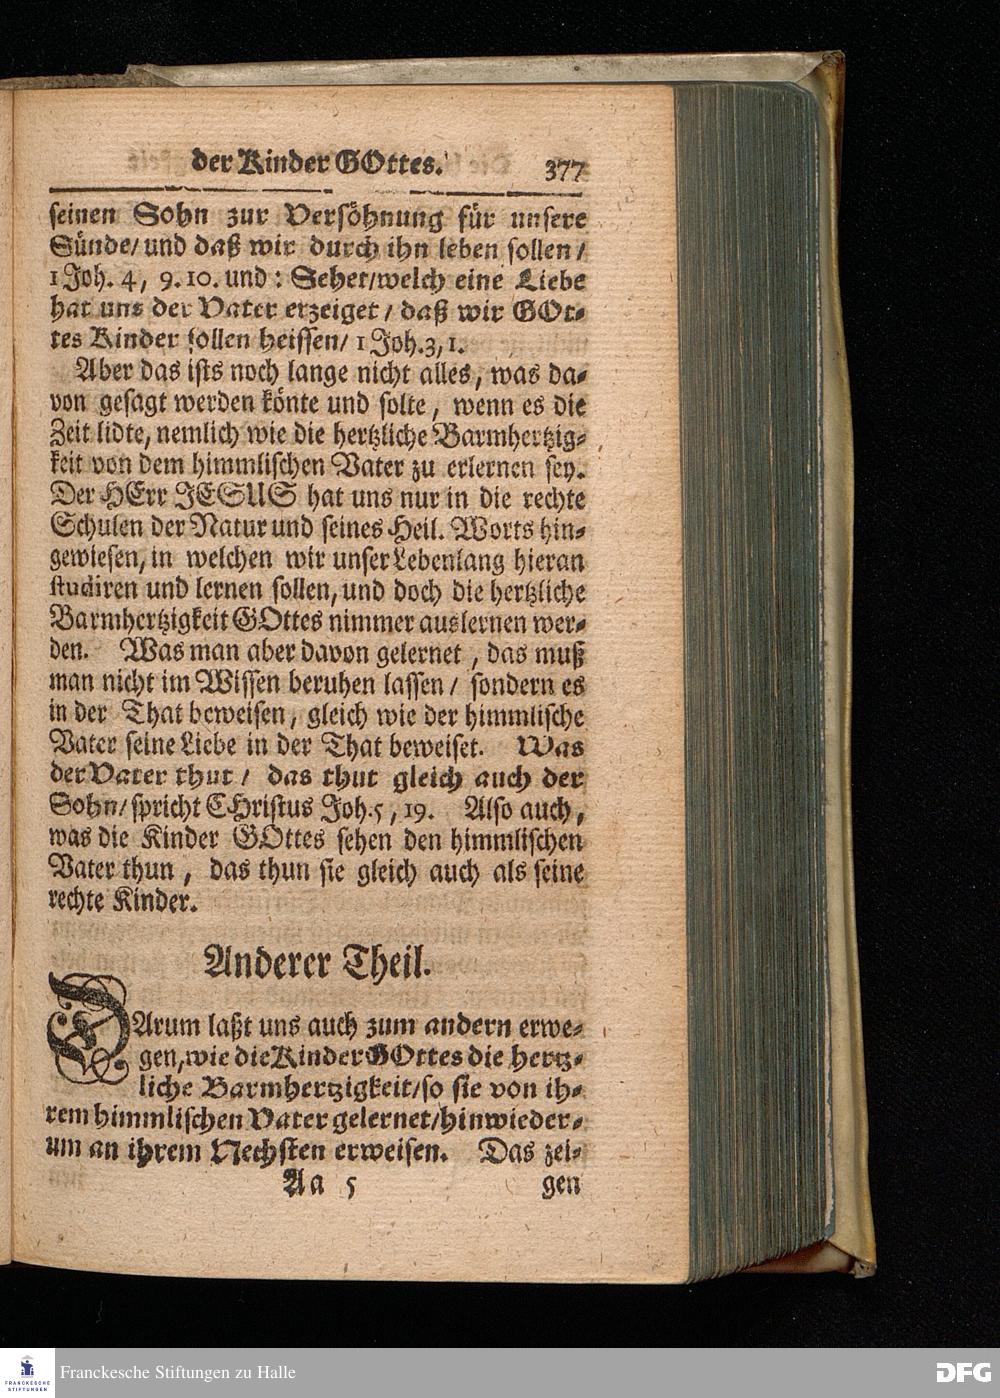 der Kinder GOttes. 377
seinen Sohn zur Versöhnung für unsere
Sünde/ und daß wir durch ihn leben sollen/
1 Joh. 4, 9. 10. und: Sehet/welch eine Liebe
hat uns der Vater erzeiget/ daß wir GOt-
tes Kinder sollen heissen/ 1 Joh. 3, 1.
Aber das ists noch lange nicht alles, was da-
von gesagt werden könte und solte, wenn es die
Zeit lidte, nemlich wie die hertzliche Barmhertzig-
keit von dem himmlischen Vater zu erlernen sey.
Der HErr JESUS hat uns nur in die rechte
Schulen der Natur und seines Heil. Worts hin-
gewiesen, in welchen wir unser Lebenlang hieran
studiren und lernen sollen, und doch die hertzliche
Barmhertzigkeit GOttes nimmer auslernen wer-
den. Was man aber davon gelernet, das muß
man nicht im Wissen beruhen lassen/ sondern es
in der That beweisen, gleich wie der himmlische
Vater seine Liebe in der That beweiset. Was
der Vater thut/ das thut gleich auch der
Sohn/ spricht CHristus Joh. 5, 19. Also auch,
was die Kinder GOttes sehen den himmlischen
Vater thun, das thun sie gleich auch als seine
rechte Kinder.
Anderer Theil.
DArum laßt uns auch zum andern erwe-
gen, wie die Kinder GOttes die hertz-
liche Barmhertzigkeit/so sie von ih-
rem himmlischen Vater gelernet/hinwieder-
um an ihrem Nechsten erweisen. Das zei-
Aa 5 gen
FRANCKESCHE STIFTUNGEN
Franckesche Stiftungen zu Halle
DFG